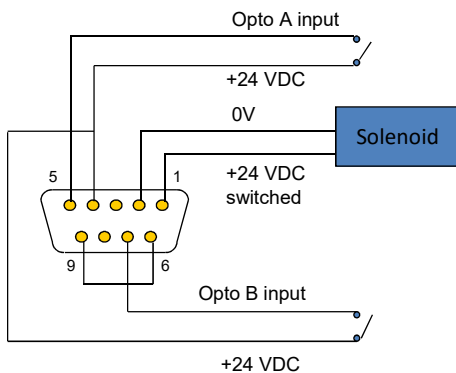 Opto A input
+24 VDC
0V
Solenoid
5
1
+24 VDC
switched
9
6
Opto B input
+24 VDC